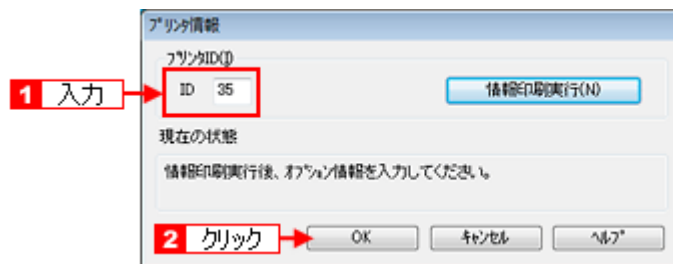 プリンタ情報
プリンタID(I)
1 入力
ID 35
情報印刷実行(N)
現在の状態
情報印刷実行後、オプション情報を入力してください。
2 クリック
OK キャンセル ヘルプ